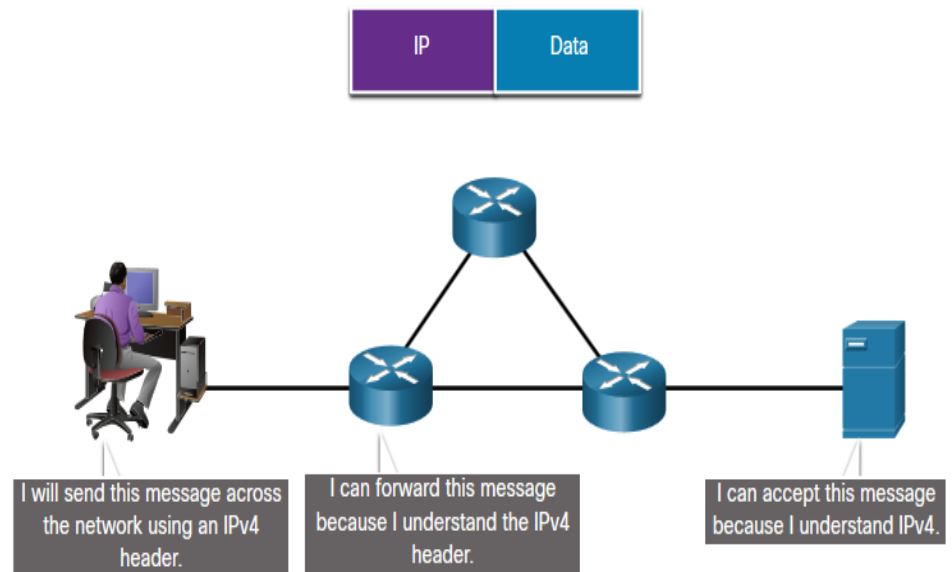 IP
Data
I will send this message across
the network using an IPv4
header.
I can forward this message
because I understand the IPv4
header.
I can accept this message
because I understand IPv4.